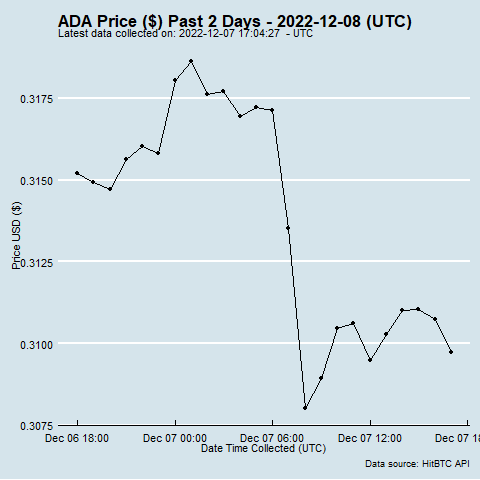 ADA Price ($) Past 2 Days - 2022-12-08 (UTC)
Latest data collected on: 2022-12-07 17:04:27 - UTC
0.3175
0.3150
0.3125
0.3100
0.3075
Price USD ($)
Dec 06 18:00 Dec 07 00:00 Dec 07 06:00 Dec 07 12:00 Dec 07 18
Date Time Collected (UTC)
Data source: HitBTC API